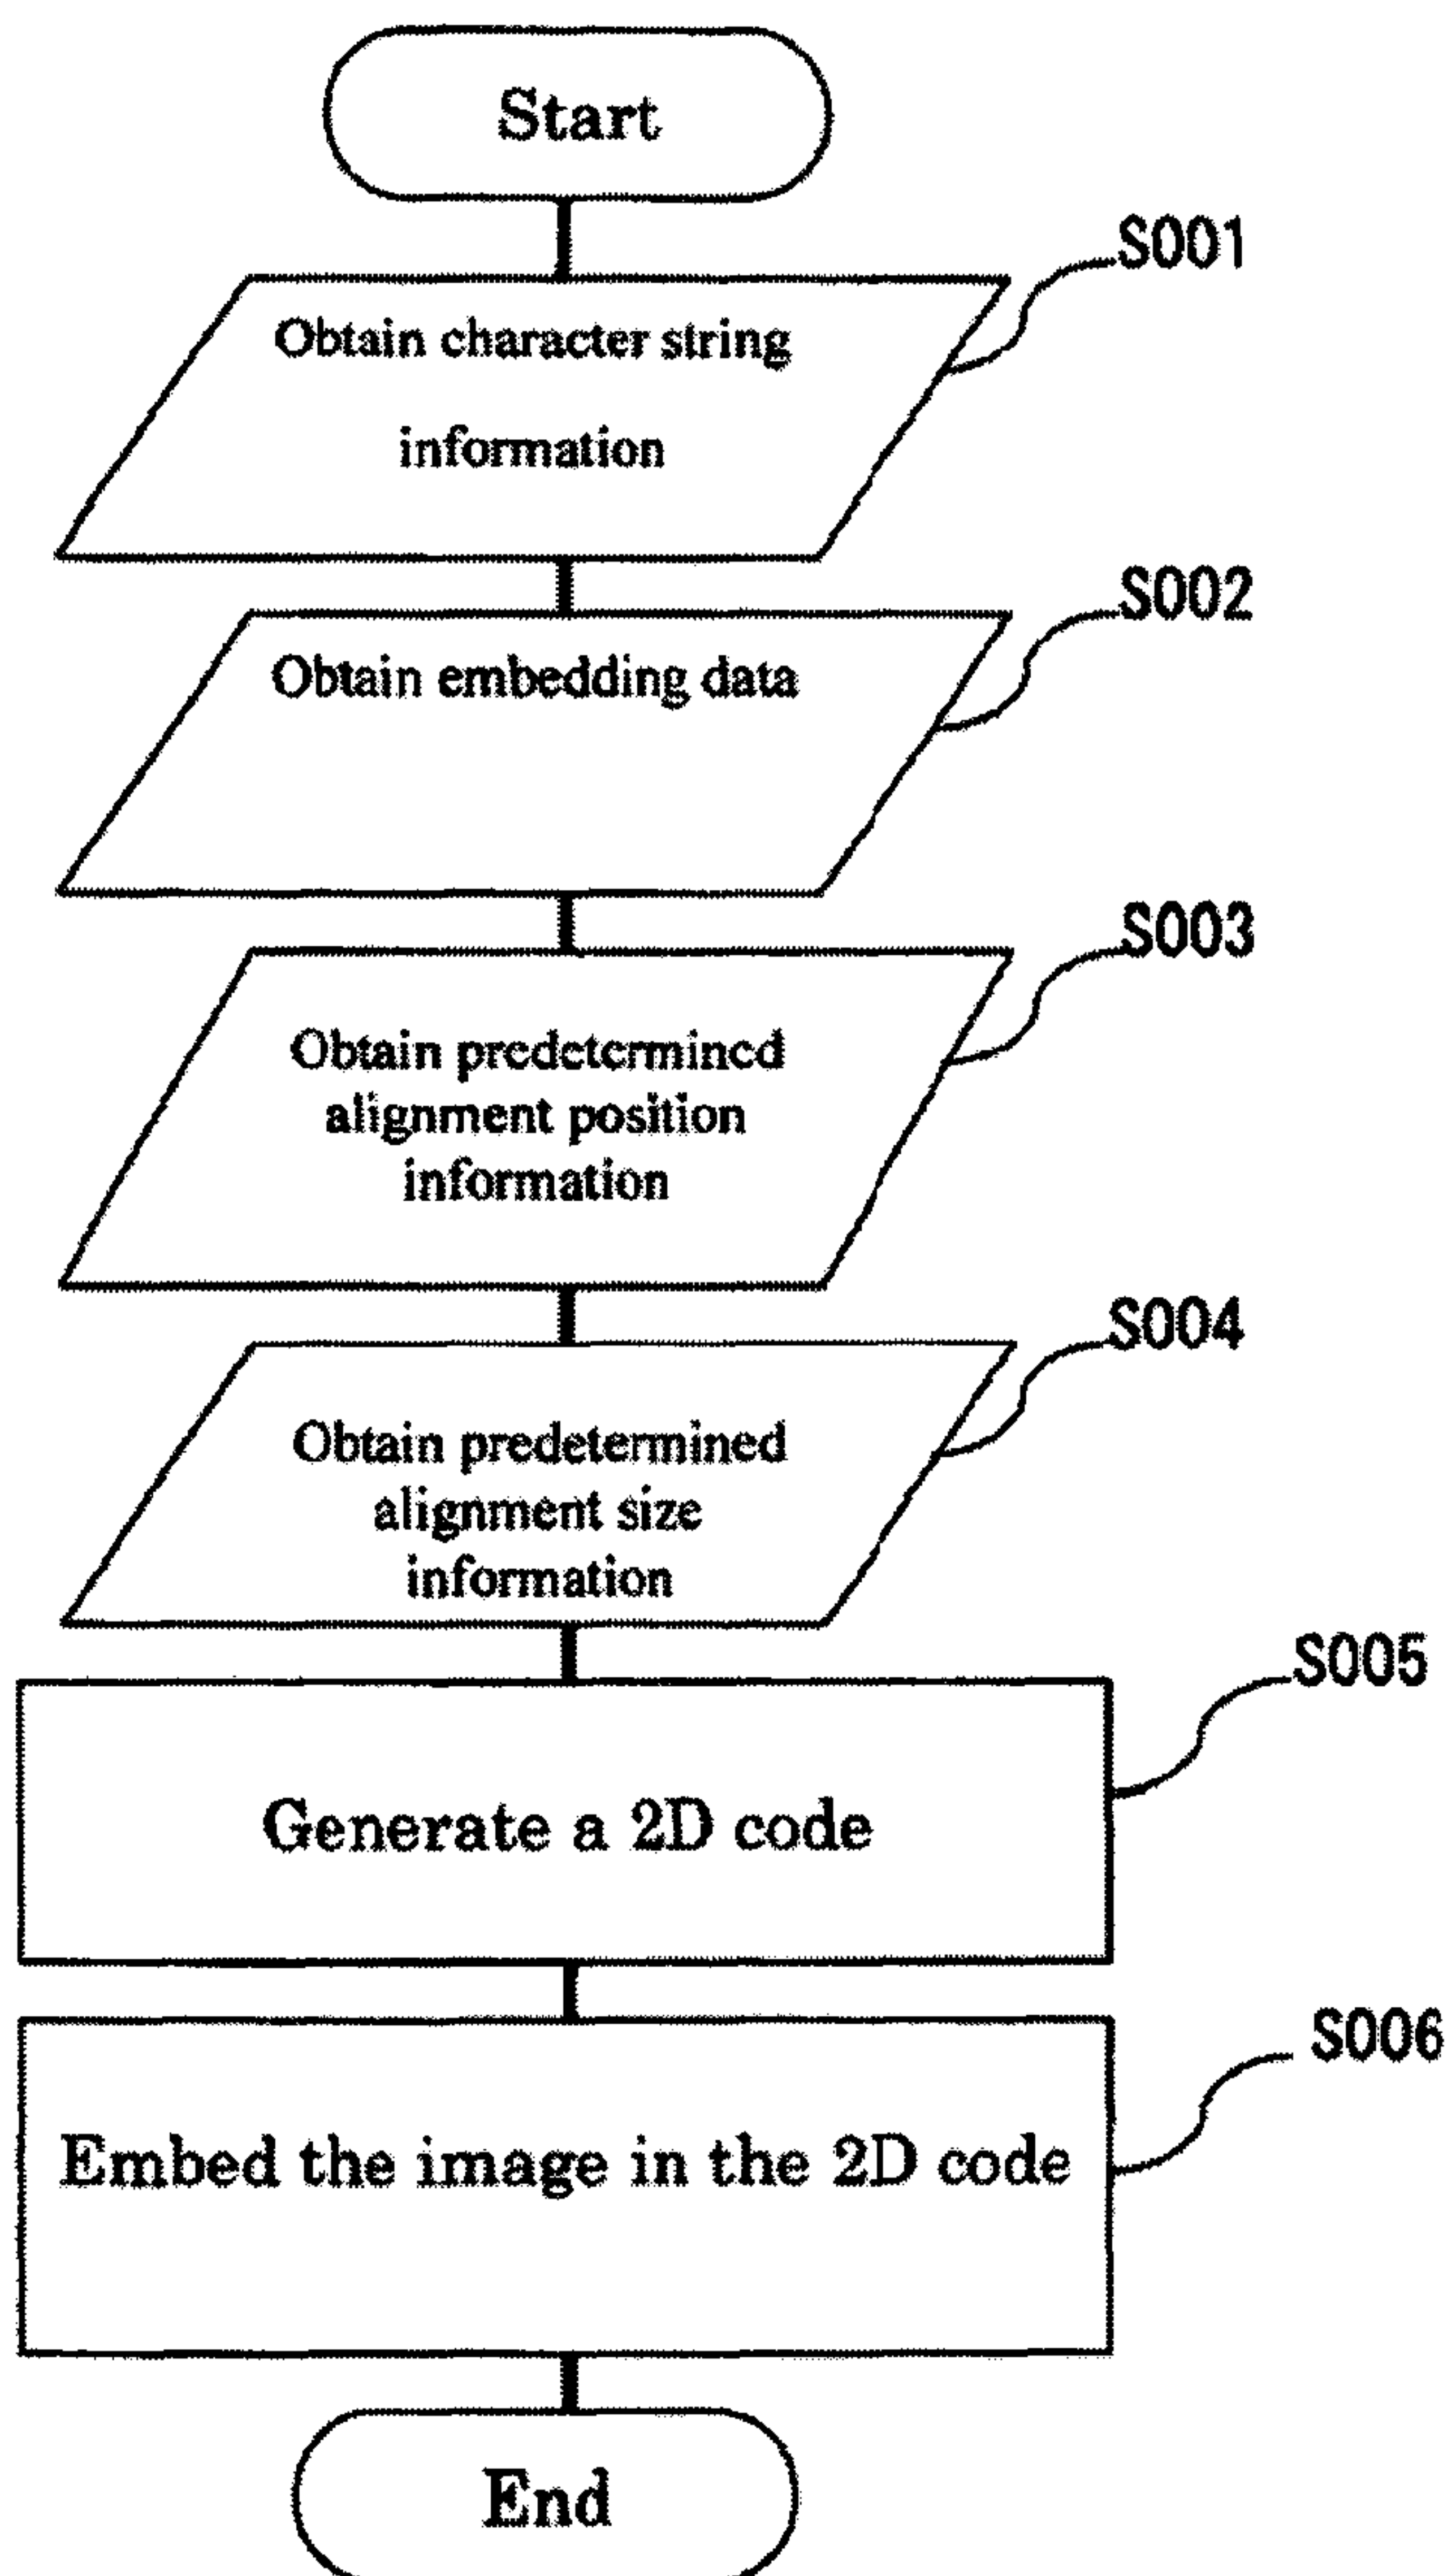 Start
S001
Obtain character string
information
S002
Obtain embedding data
S003
Obtain predetermined
alignment position
information
S004
Obtain predetermined
alignment size
information
S005
Generate a 2D code
S006
Embed the image in the 2D code
End